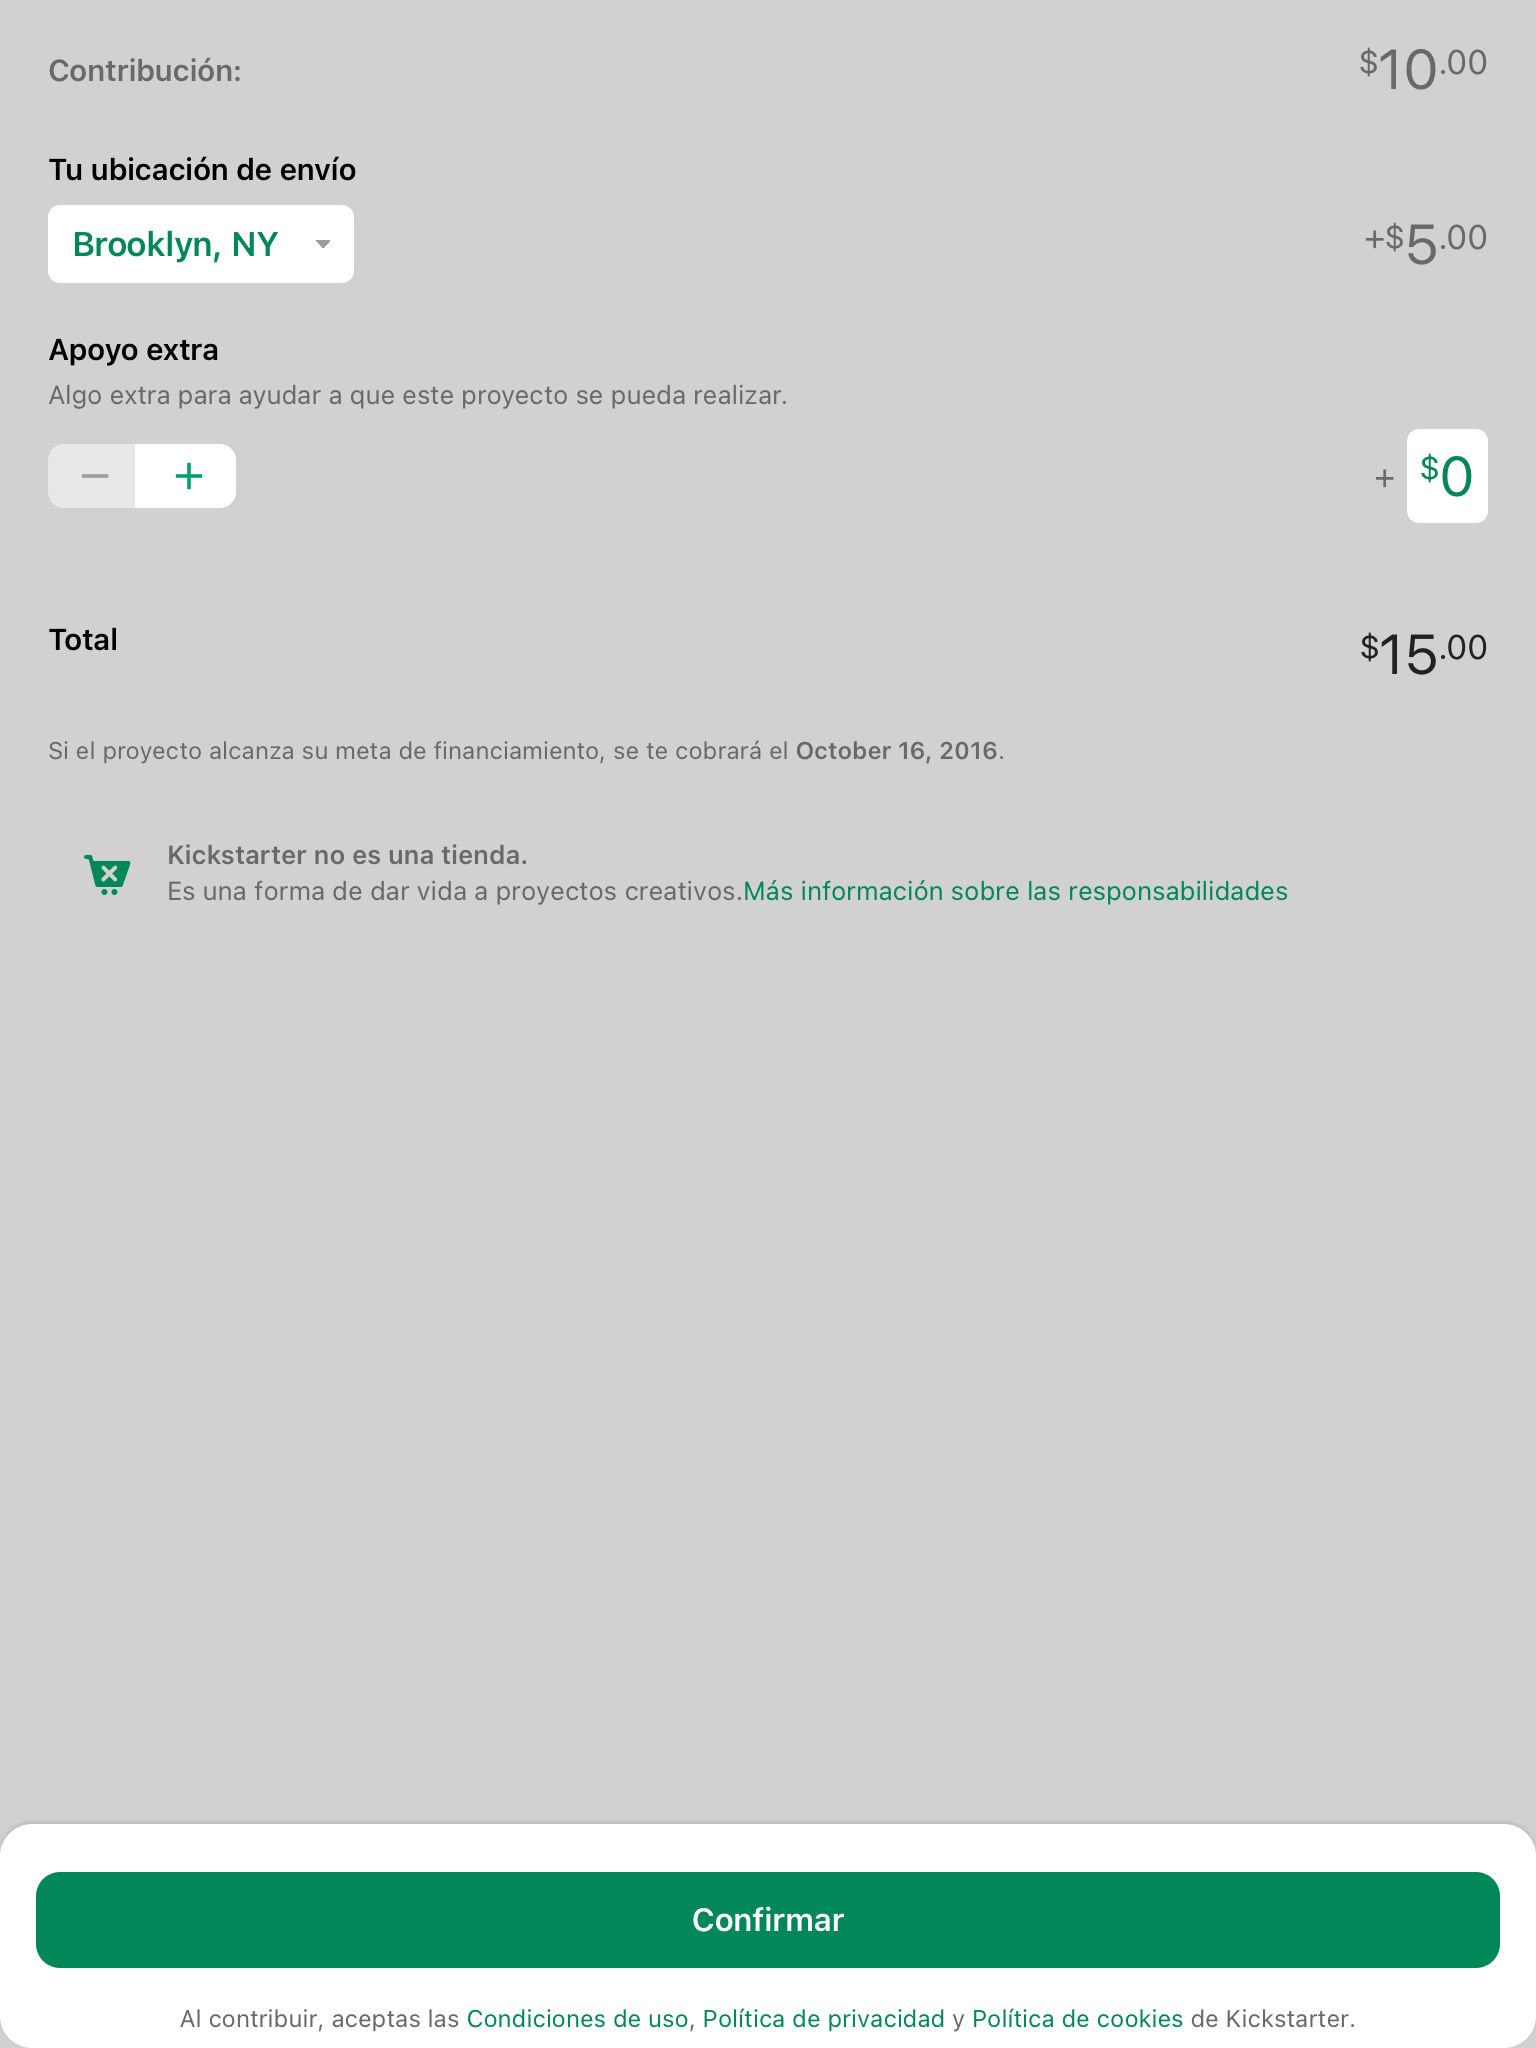 Contribución: $10.00
Tu ubicación de envío
Brooklyn, NY +$5.00
Apoyo extra
Algo extra para ayudar a que este proyecto se pueda realizar.
− + + $0
Total $15.00
Si el proyecto alcanza su meta de financiamiento, se te cobrará el October 16, 2016.
Kickstarter no es una tienda.
Es una forma de dar vida a proyectos creativos.Más información sobre las responsabilidades
Confirmar
Al contribuir, aceptas las Condiciones de uso, Política de privacidad y Política de cookies de Kickstarter.